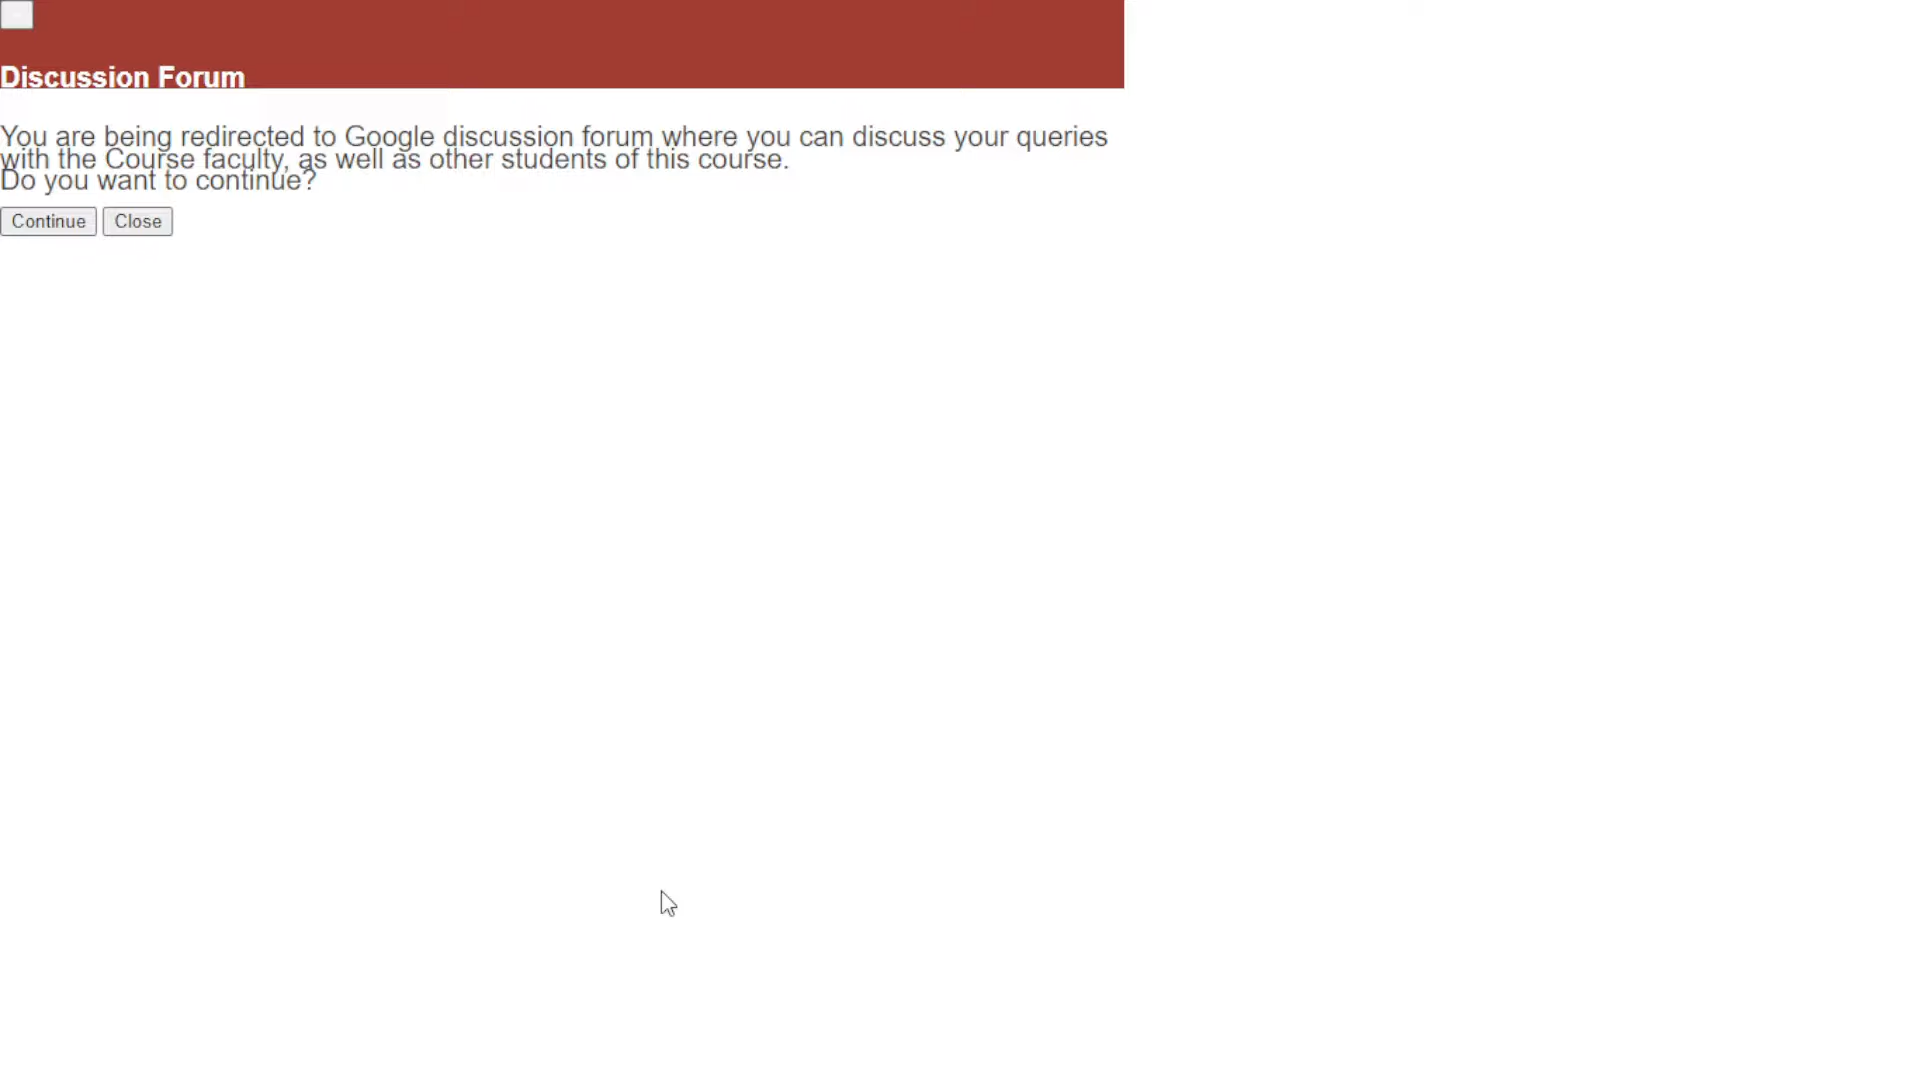 Discussion Forum
You are being redirected to Google discussion forum where you can discuss your queries
with the Course faculty, as well as other students of this course.
Do you want to continue?
Continue Close